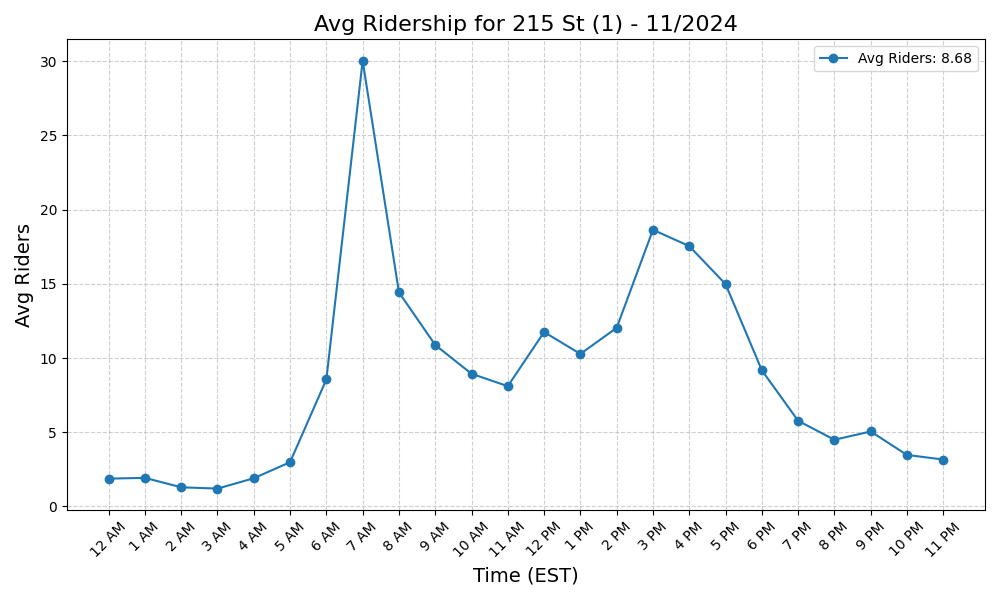 Avg Ridership for 215 St (1) - 11/2024
Avg Riders: 8.68
Avg Riders
30
25
20
15
10
5
0
12 AM
1 AM
2 AM
3 AM
4 AM
5 AM
6 AM
7 AM
8 AM
9 AM
10 AM
11 AM
12 PM
1 PM
2 PM
3 PM
4 PM
5 PM
6 PM
7 PM
8 PM
9 PM
10 PM
11 PM
Time (EST)